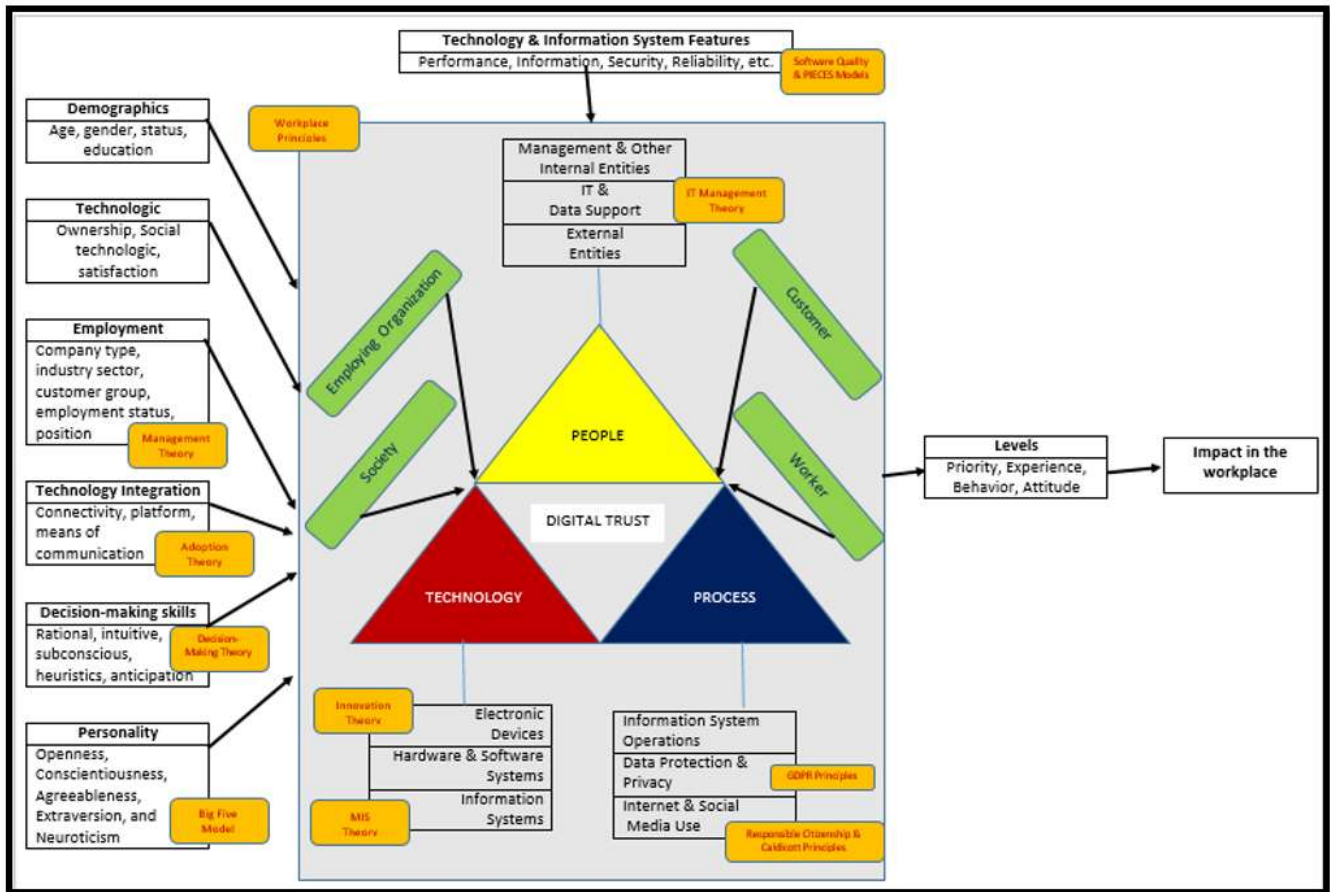 Technology & Information System Features
Performance, Information, Security, Reliability, etc.
Software Quality
& PIECES Models
Demographics
Age, gender, status,
education
Workplace
Principles
Management & Other
Internal Entities
IT &
Data Support
External
Entities
IT Management
Theory
Technologic
Ownership, Social
technologic,
satisfaction
Employing Organization
Customer
Employment
Company type,
industry sector,
customer group,
employment status,
position
Management
Theory
Society
Worker
PEOPLE
DIGITAL TRUST
TECHNOLOGY
PROCESS
Levels
Priority, Experience,
Behavior, Attitude
Impact in the
workplace
Technology Integration
Connectivity, platform,
means of
communication
Adoption
Theory
Decision-making skills
Rational, intuitive,
subconscious,
heuristics, anticipation
Decision-
Making Theory
Personality
Openness,
Conscientiousness,
Agreeableness,
Extraversion, and
Neuroticism
Big Five
Model
Innovation
Theory
Electronic
Devices
Hardware & Software
Systems
Information
Systems
MIS
Theory
Information System
Operations
Data Protection &
Privacy
Internet & Social
Media Use
GDPR Principles
Responsible Citizenship &
Caldicott Principles